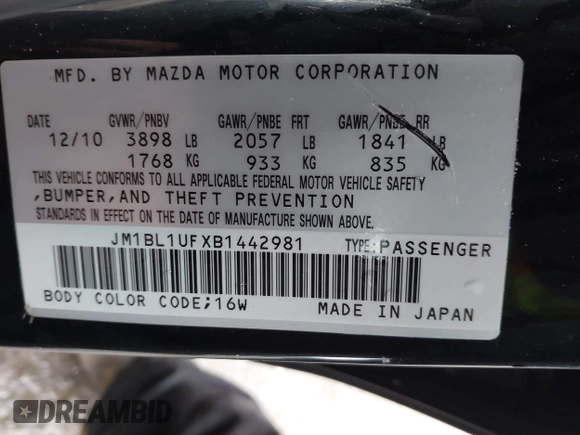 MFD. BY MAZDA MOTOR CORPORATION
DATE GVWR/PNBV GAWR/PNBE FRT GAWR/PNBE RR
12/10 3898 LB 2057 LB 1841 LB
1768 KG 933 KG 835 KG
THIS VEHICLE CONFORMS TO ALL APPLICABLE FEDERAL MOTOR VEHICLE SAFETY
,BUMPER,AND THEFT PREVENTION
STANDARDS IN EFFECT ON THE DATE OF MANUFACTURE SHOWN ABOVE.
JM1BL1UFXB1442981 TYPE:PASSENGER
BODY COLOR CODE;16W MADE IN JAPAN
DREAMBID